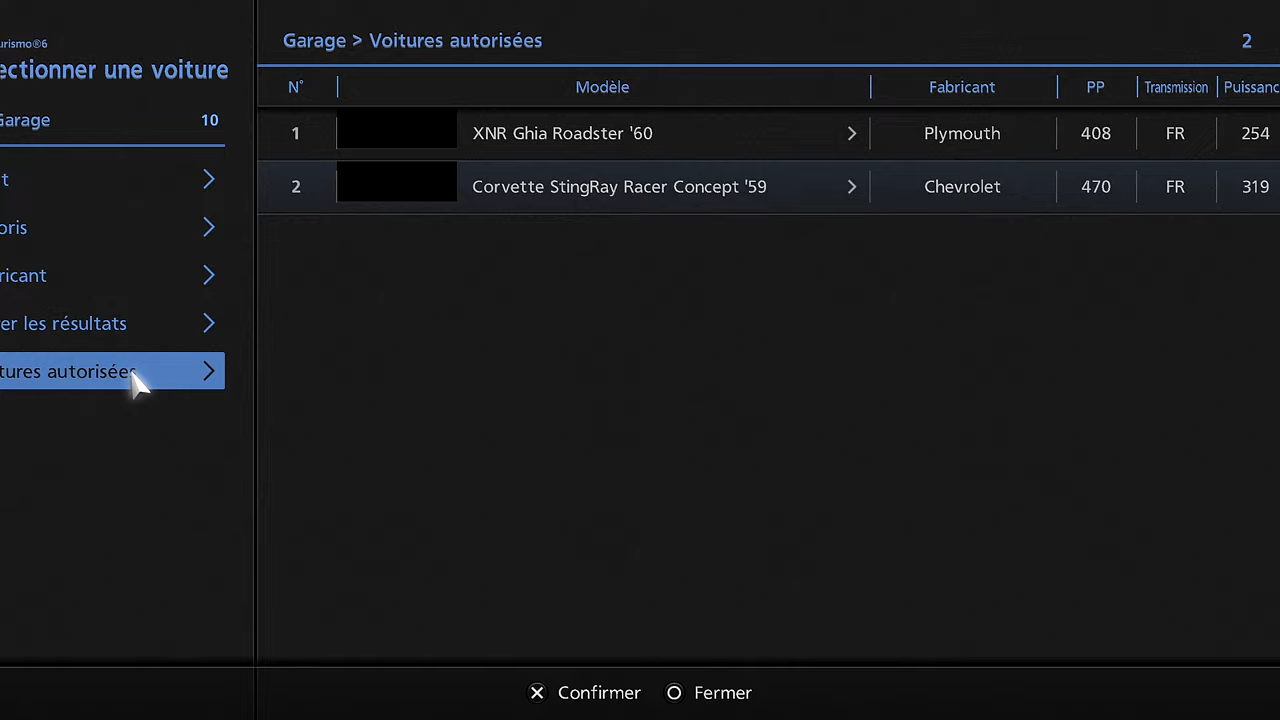 urismo®6
ectionner une voiture
Garage 10
t
oris
ricant
er les résultats
tures autorisées
Garage > Voitures autorisées 2
N° Modèle Fabricant PP Transmission Puissanc
1 XNR Ghia Roadster '60 Plymouth 408 FR 254
2 Corvette StingRay Racer Concept '59 Chevrolet 470 FR 319
Confirmer Fermer